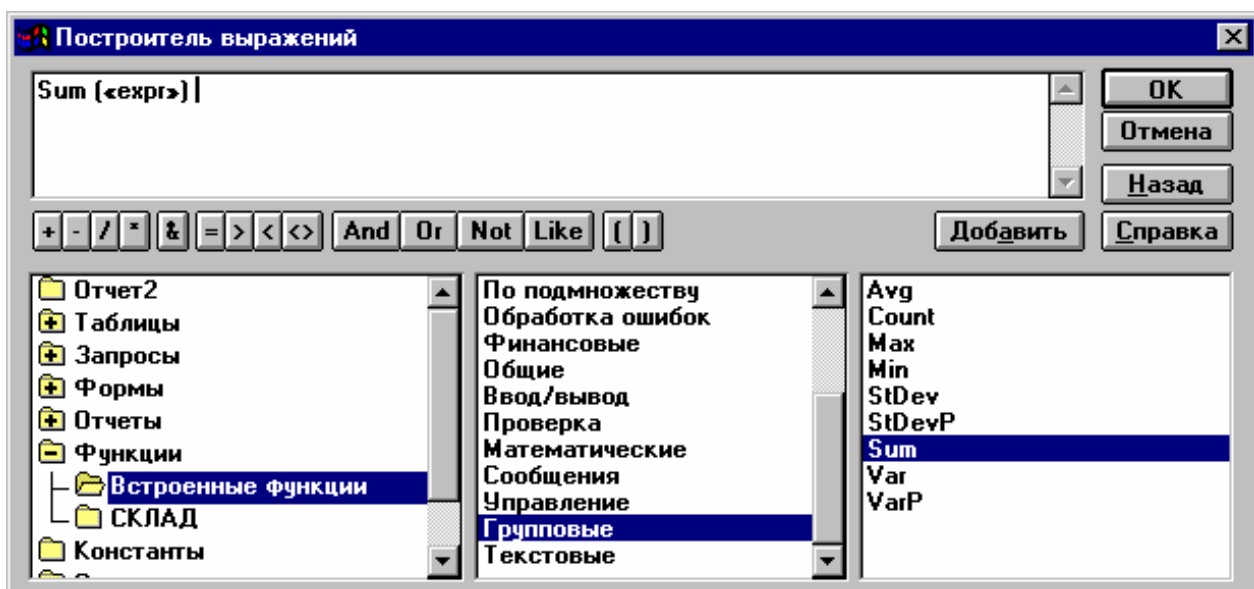 Построитель выражений
Sum («expr»)
OK
Отмена
Назад
+ - / * & = > < <> And Or Not Like ( ) Добавить Справка
Отчет2
Таблицы
Запросы
Формы
Отчеты
Функции
Встроенные функции
СКЛАД
Константы
По подмножеству
Обработка ошибок
Финансовые
Общие
Ввод/вывод
Проверка
Математические
Сообщения
Управление
Групповые
Текстовые
Avg
Count
Max
Min
StDev
StDevP
Sum
Var
VarP